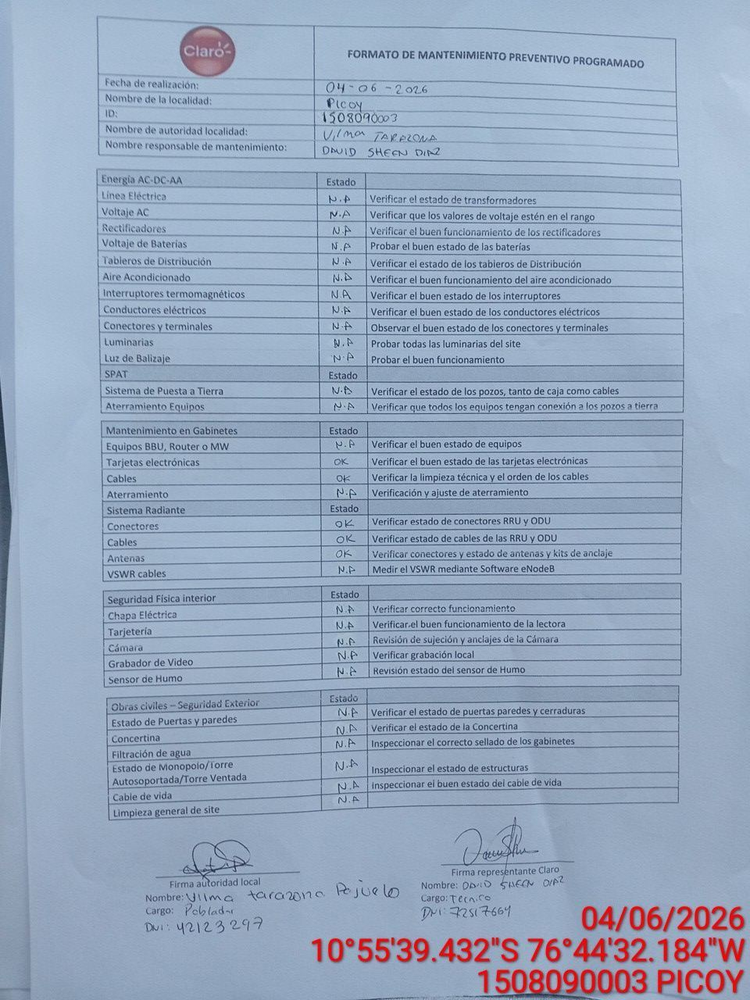 Claro
FORMATO DE MANTENIMIENTO PREVENTIVO PROGRAMADO
Fecha de realización: 04-06-2026
Nombre de la localidad: PICOY
ID: 1508090003
Nombre de autoridad localidad: Vilma TARAZONA
Nombre responsable de mantenimiento: DAVID SHEEN DIAZ
Energía AC-DC-AA Estado
Línea Eléctrica N.A Verificar el estado de transformadores
Voltaje AC N.A Verificar que los valores de voltaje estén en el rango
Rectificadores N.A Verificar el buen funcionamiento de los rectificadores
Voltaje de Baterías N.A Probar el buen estado de las baterías
Tableros de Distribución N.A Verificar el estado de los tableros de Distribución
Aire Acondicionado N.A Verificar el buen funcionamiento del aire acondicionado
Interruptores termomagnéticos N.A Verificar el buen estado de los interruptores
Conductores eléctricos N.A Verificar el buen estado de los conductores eléctricos
Conectores y terminales N.A Observar el buen estado de los conectores y terminales
Luminarias N.A Probar todas las luminarias del site
Luz de Balizaje N.A Probar el buen funcionamiento
SPAT Estado
Sistema de Puesta a Tierra N.A Verificar el estado de los pozos, tanto de caja como cables
Aterramiento Equipos N.A Verificar que todos los equipos tengan conexión a los pozos a tierra
Mantenimiento en Gabinetes Estado
Equipos BBU, Router o MW N.A Verificar el buen estado de equipos
Tarjetas electrónicas OK Verificar el buen estado de las tarjetas electrónicas
Cables OK Verificar la limpieza técnica y el orden de los cables
Aterramiento N.A Verificación y ajuste de aterramiento
Sistema Radiante Estado
Conectores OK Verificar estado de conectores RRU y ODU
Cables OK Verificar estado de cables de las RRU y ODU
Antenas OK Verificar conectores y estado de antenas y kits de anclaje
VSWR cables N.A Medir el VSWR mediante Software eNodeB
Seguridad Física interior Estado
Chapa Eléctrica N.A Verificar correcto funcionamiento
Tarjetería N.A Verificar el buen funcionamiento de la lectora
Cámara N.A Revisión de sujeción y anclajes de la Cámara
Grabador de Video N.A Verificar grabación local
Sensor de Humo N.A Revisión estado del sensor de Humo
Obras civiles – Seguridad Exterior Estado
Estado de Puertas y paredes N.A Verificar el estado de puertas paredes y cerraduras
Concertina N.A Verificar el estado de la Concertina
Filtración de agua N.A Inspeccionar el correcto sellado de los gabinetes
Estado de Monopolo/Torre
Autosoportada/Torre Ventada N.A Inspeccionar el estado de estructuras
Cable de vida N.A Inspeccionar el buen estado del cable de vida
Limpieza general de site N.A
Firma autoridad local
Nombre: Vilma tarazona Pajuelo
Cargo: Poblador
DNI: 42123297
Firma representante Claro
Nombre: DAVID SHEEN DIAZ
Cargo: Tecnico
DNI: 72517664
04/06/2026
10°55'39.432"S 76°44'32.184"W
1508090003 PICOY